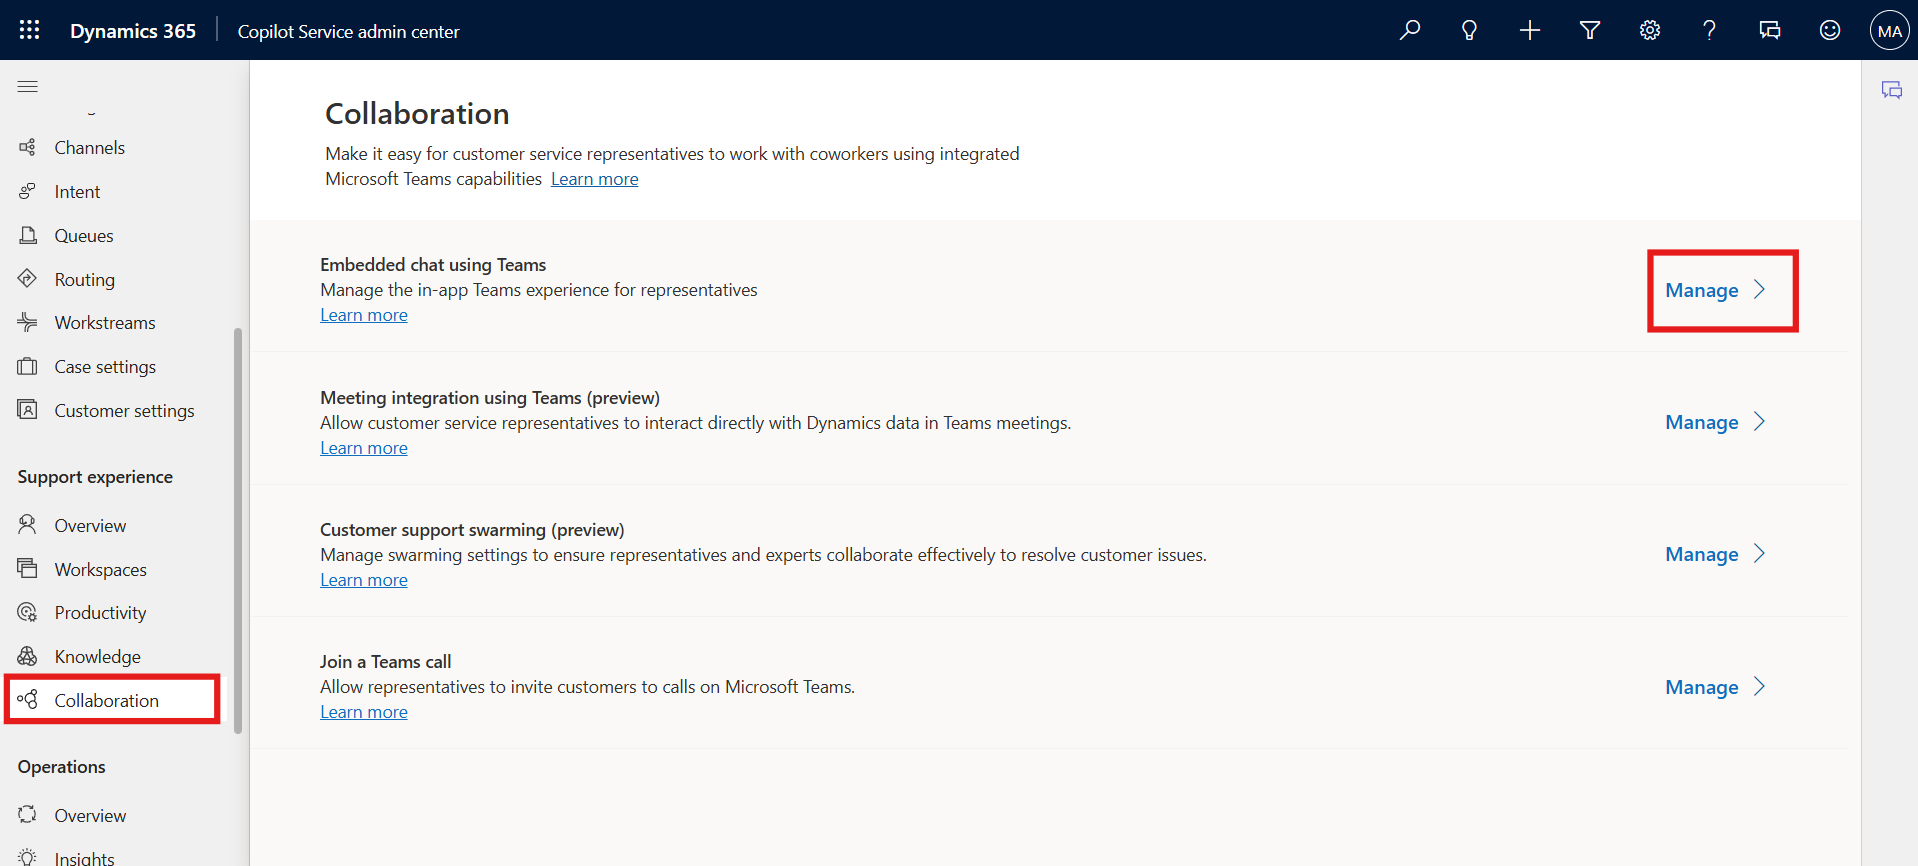 Dynamics 365
Copilot Service admin center
MA
Channels
Intent
Queues
Routing
Workstreams
Case settings
Customer settings
Support experience
Overview
Workspaces
Productivity
Knowledge
Collaboration
Operations
Overview
Insights
Collaboration
Make it easy for customer service representatives to work with coworkers using integrated
Microsoft Teams capabilities Learn more
Embedded chat using Teams
Manage the in-app Teams experience for representatives
Learn more
Manage
Meeting integration using Teams (preview)
Allow customer service representatives to interact directly with Dynamics data in Teams meetings.
Learn more
Manage
Customer support swarming (preview)
Manage swarming settings to ensure representatives and experts collaborate effectively to resolve customer issues.
Learn more
Manage
Join a Teams call
Allow representatives to invite customers to calls on Microsoft Teams.
Learn more
Manage